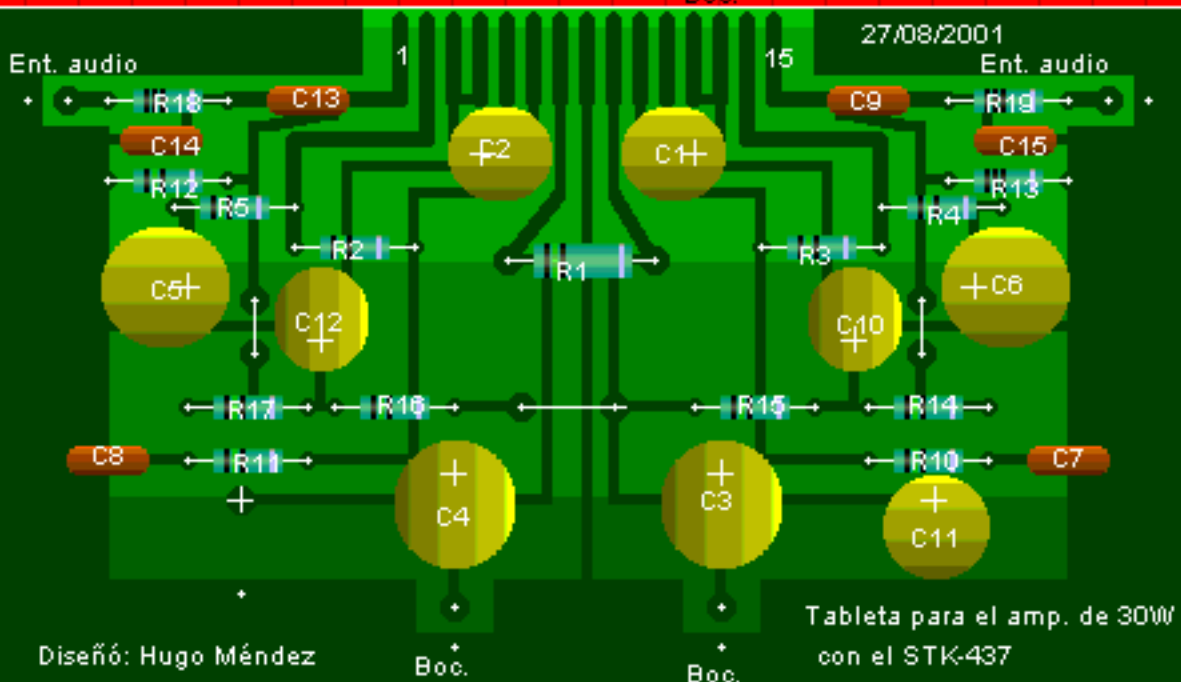 27/08/2001
Ent. audio
1
15
Ent. audio
R18
C13
C9
R19
C14
C2
C1
C15
R12
R13
R5
R4
R2
R1
R3
C5
C6
C12
C10
R17
R16
R15
R14
C8
R11
R10
C7
C4
C3
C11
Tableta para el amp. de 30W
con el STK-437
Diseñó: Hugo Méndez
Boc.
Boc.